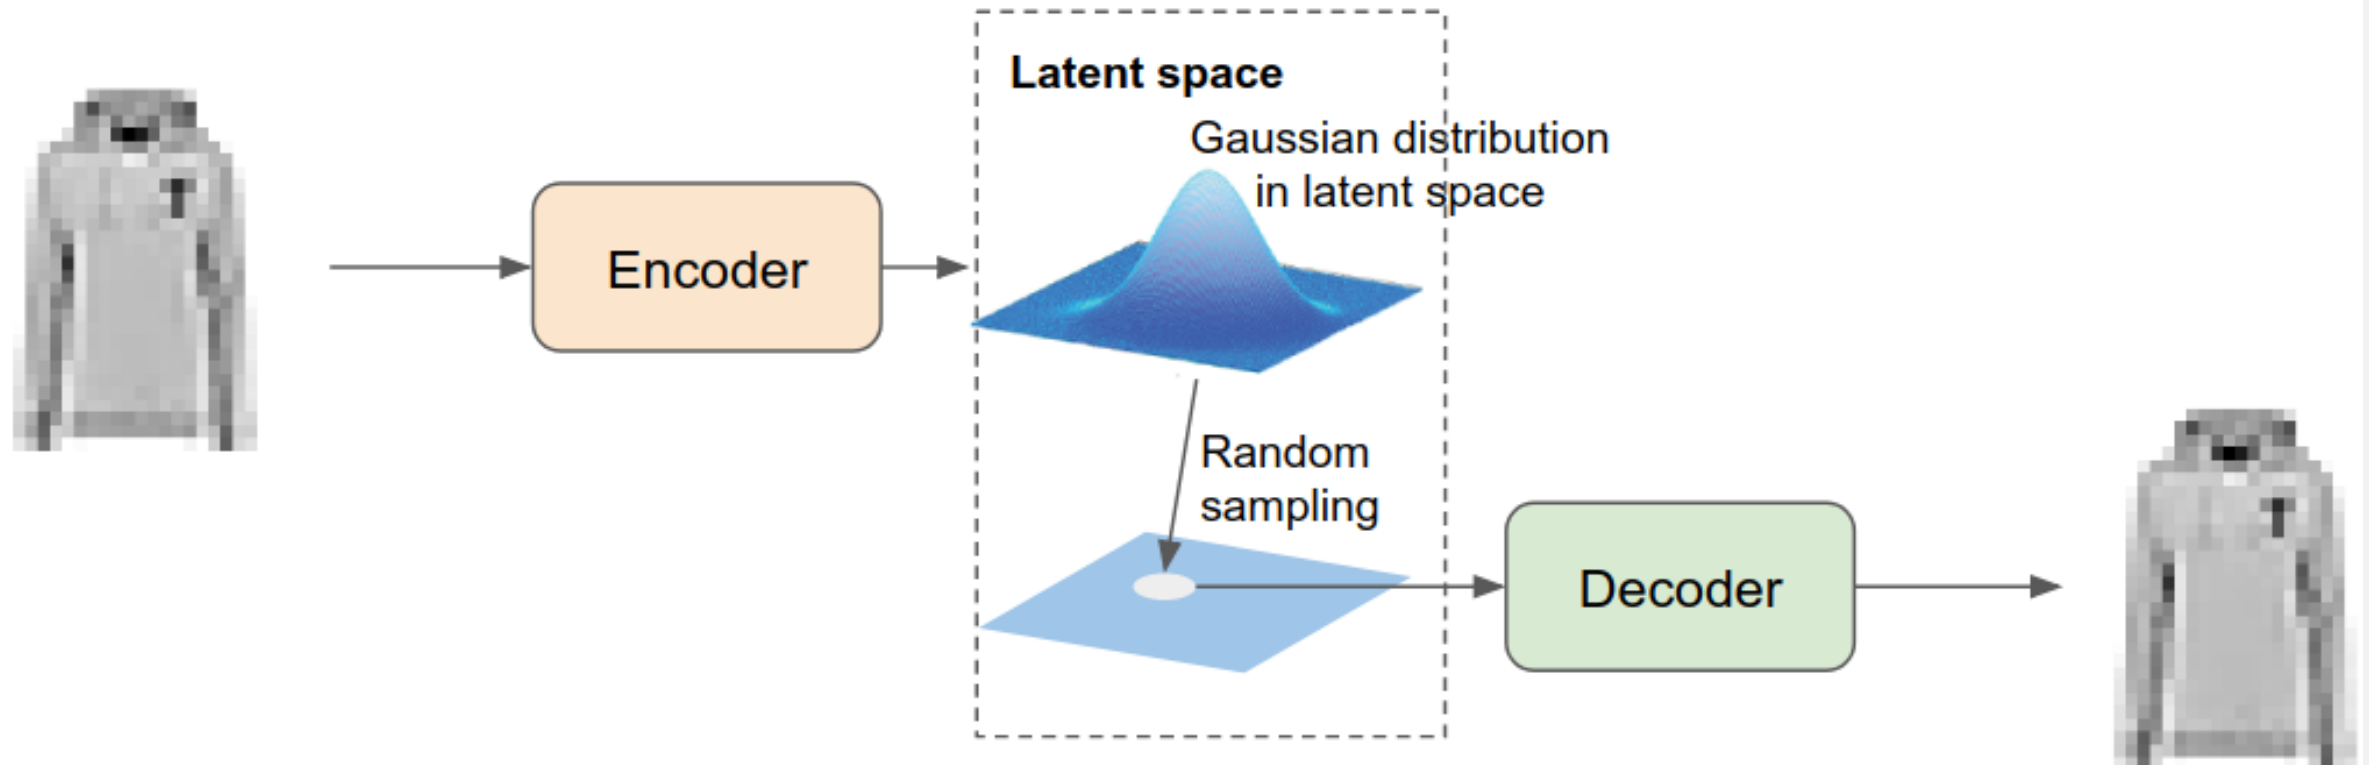 Latent space
Gaussian distribution
in latent space
Encoder
Random
sampling
Decoder